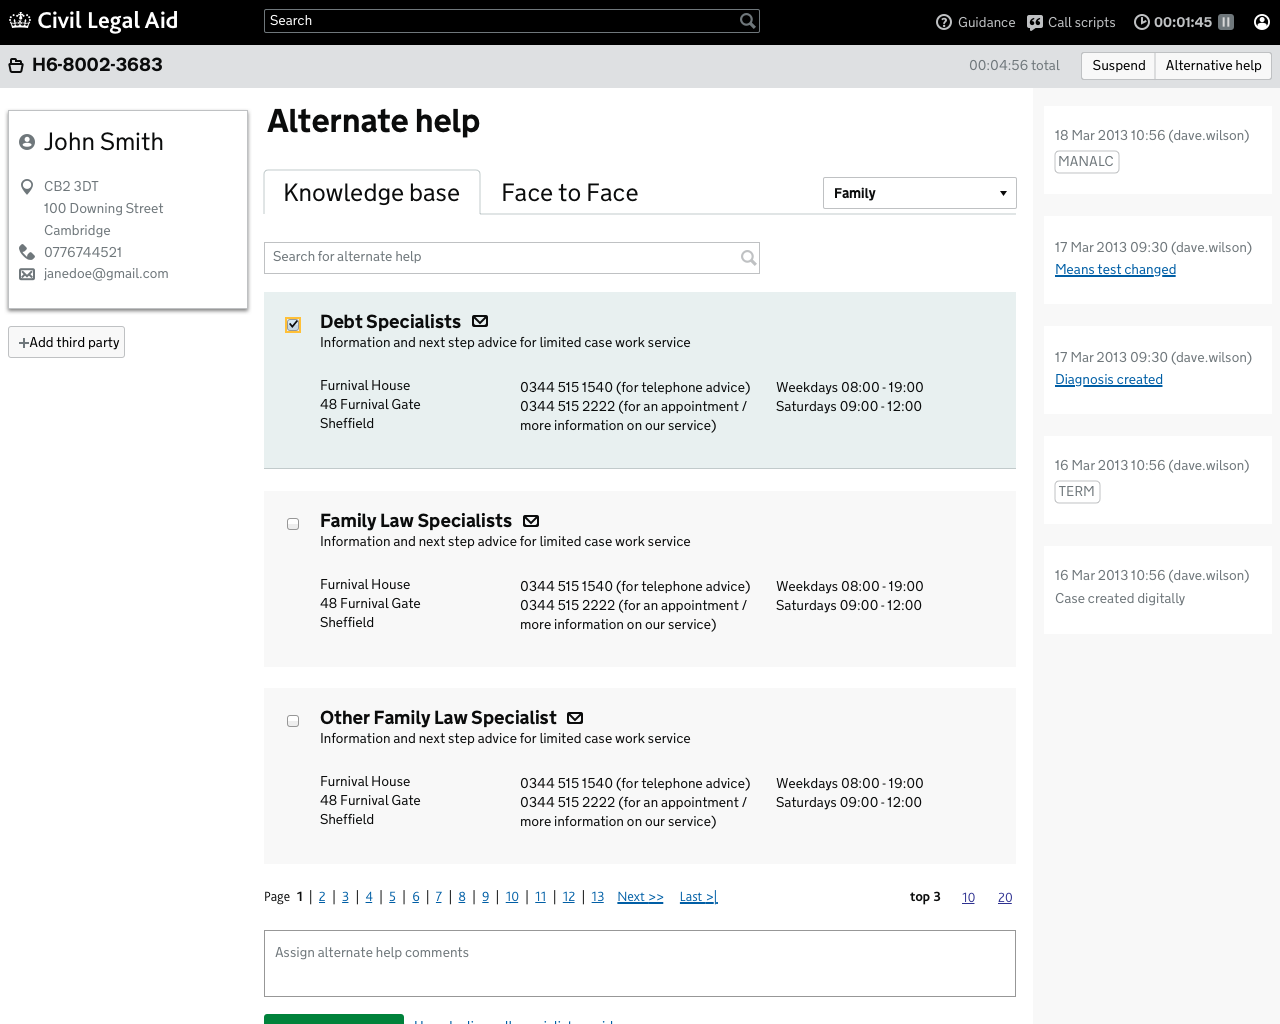 Civil Legal Aid
Search
Guidance
Call scripts
00:01:45
H6-8002-3683
00:04:56 total
Suspend
Alternative help
John Smith
CB2 3DT
100 Downing Street
Cambridge
0776744521
janedoe@gmail.com
+Add third party
Alternate help
Knowledge base
Face to Face
Family
Search for alternate help
Debt Specialists
Information and next step advice for limited case work service
Furnival House
48 Furnival Gate
Sheffield
0344 515 1540 (for telephone advice)
0344 515 2222 (for an appointment /
more information on our service)
Weekdays 08:00 - 19:00
Saturdays 09:00 - 12:00
Family Law Specialists
Information and next step advice for limited case work service
Furnival House
48 Furnival Gate
Sheffield
0344 515 1540 (for telephone advice)
0344 515 2222 (for an appointment /
more information on our service)
Weekdays 08:00 - 19:00
Saturdays 09:00 - 12:00
Other Family Law Specialist
Information and next step advice for limited case work service
Furnival House
48 Furnival Gate
Sheffield
0344 515 1540 (for telephone advice)
0344 515 2222 (for an appointment /
more information on our service)
Weekdays 08:00 - 19:00
Saturdays 09:00 - 12:00
Page 1 | 2 | 3 | 4 | 5 | 6 | 7 | 8 | 9 | 10 | 11 | 12 | 13 Next >> Last >|
top 3 10 20
Assign alternate help comments
18 Mar 2013 10:56 (dave.wilson)
MANALC
17 Mar 2013 09:30 (dave.wilson)
Means test changed
17 Mar 2013 09:30 (dave.wilson)
Diagnosis created
16 Mar 2013 10:56 (dave.wilson)
TERM
16 Mar 2013 10:56 (dave.wilson)
Case created digitally